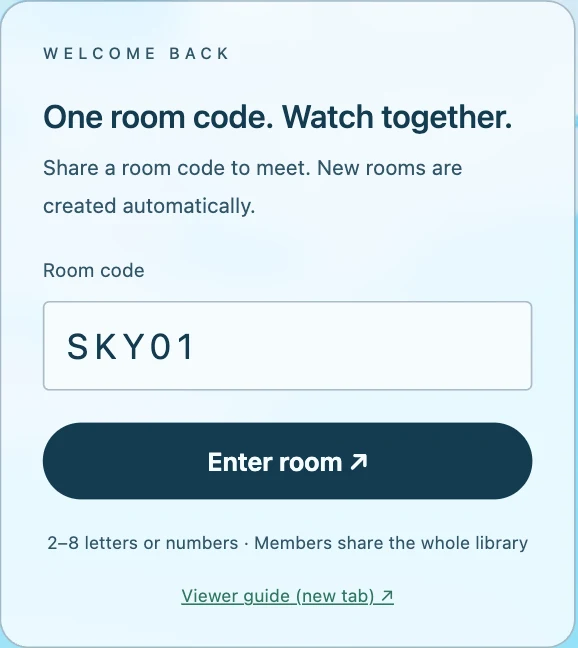 WELCOME BACK
One room code. Watch together.
Share a room code to meet. New rooms are
created automatically.
Room code
SKY01
Enter room ↗
2–8 letters or numbers · Members share the whole library
Viewer guide (new tab) ↗